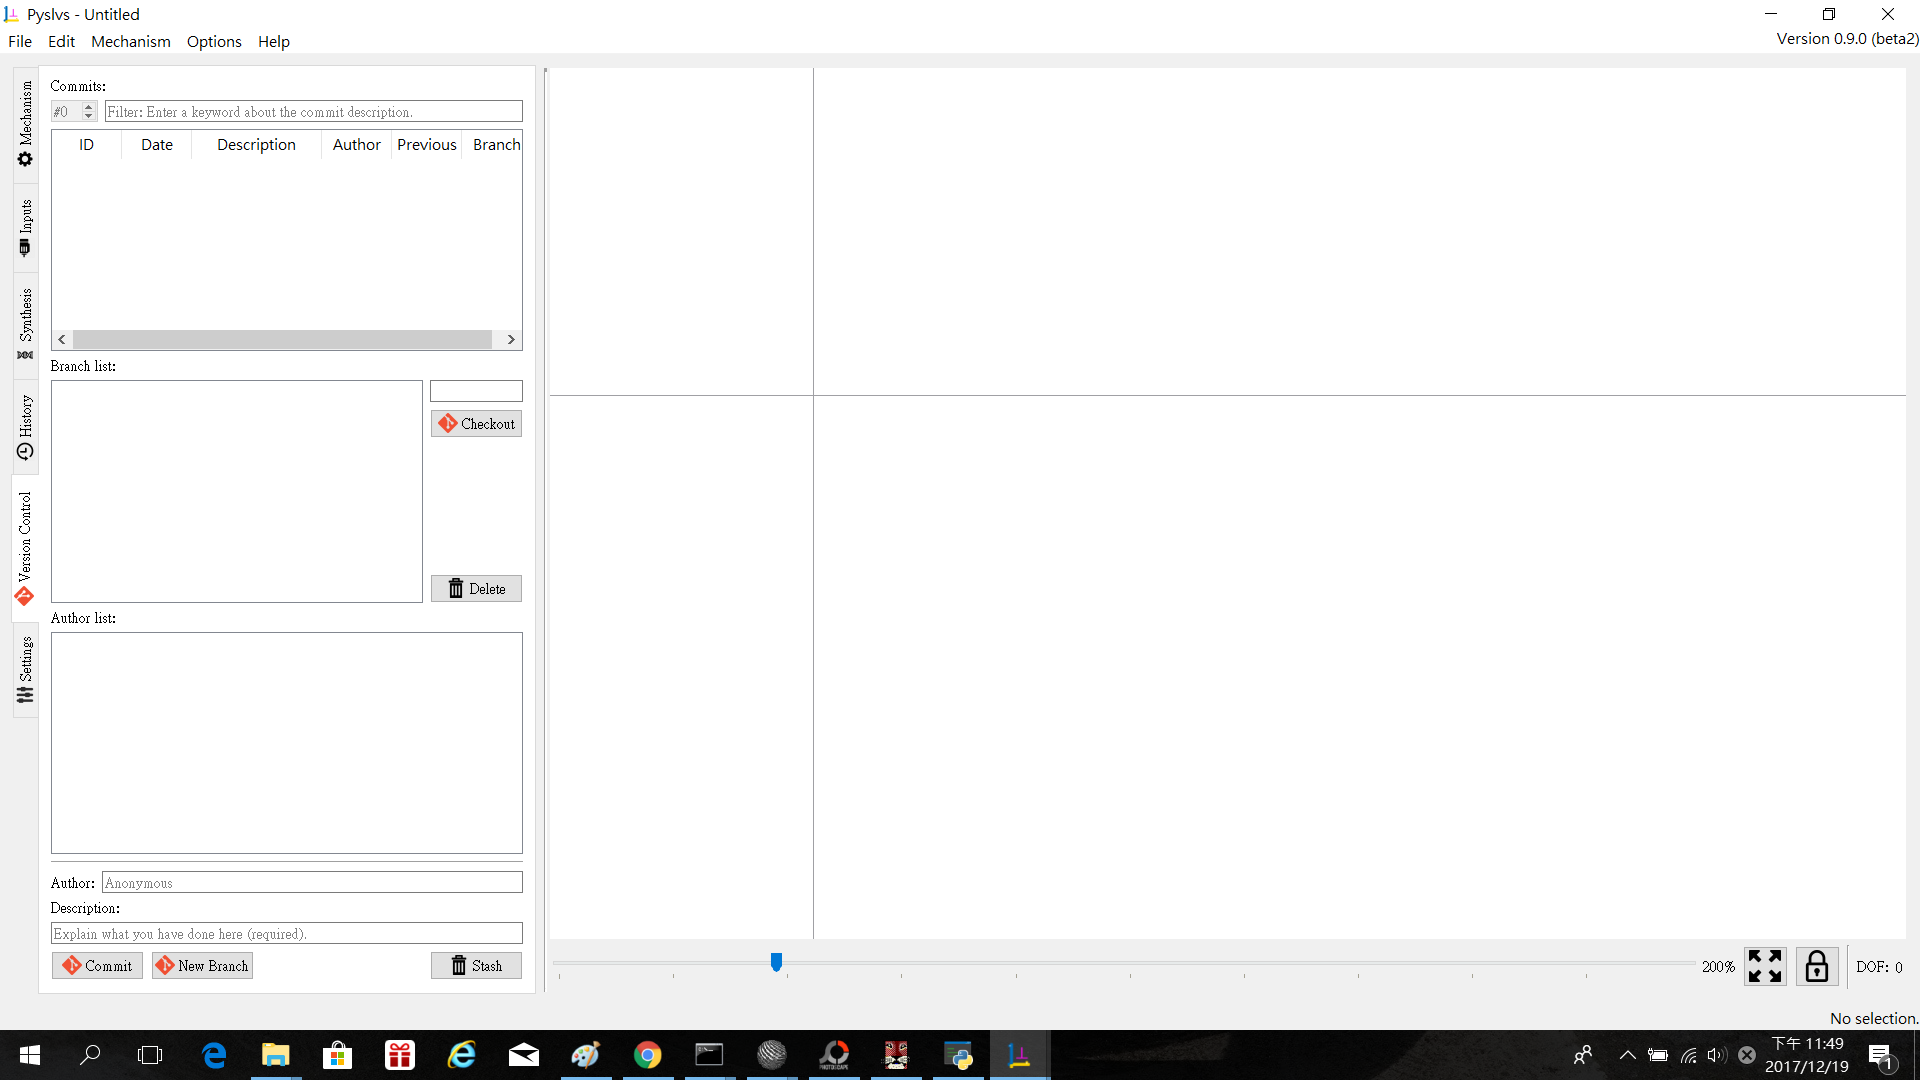 Pyslvs - Untitled
File Edit Mechanism Options Help
Version 0.9.0 (beta2)
Mechanism
Inputs
Synthesis
History
Version Control
Settings
Commits:
#0 Filter: Enter a keyword about the commit description.
ID Date Description Author Previous Branch
Branch list:
Checkout
Delete
Author list:
Author: Anonymous
Description:
Explain what you have done here (required).
Commit New Branch Stash
200% DOF: 0
No selection.
PHOTOSCAPE
下午 11:49
2017/12/19
1